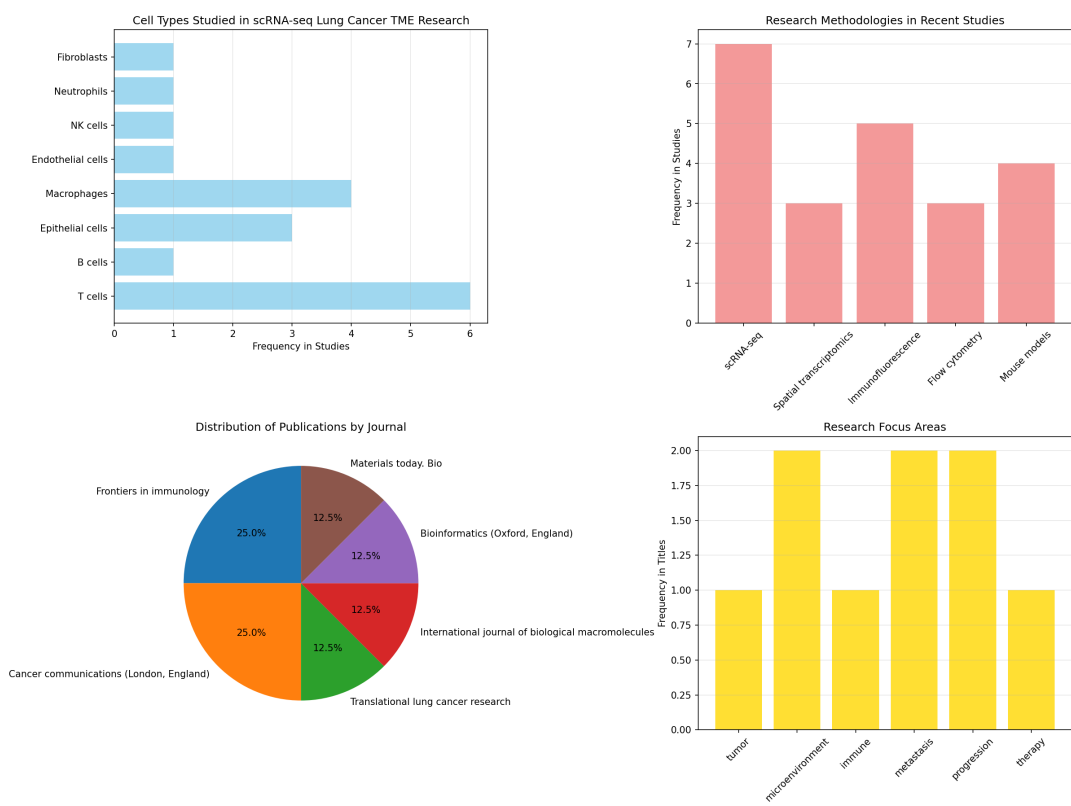 Cell Types Studied in scRNA-seq Lung Cancer TME Research
Fibroblasts
Neutrophils
NK cells
Endothelial cells
Macrophages
Epithelial cells
B cells
T cells
0 1 2 3 4 5 6
Frequency in Studies
Research Methodologies in Recent Studies
Frequency in Studies
7
6
5
4
3
2
1
0
scRNA-seq
Spatial transcriptomics
Immunofluorescence
Flow cytometry
Mouse models
Distribution of Publications by Journal
Materials today. Bio
Frontiers in immunology
Bioinformatics (Oxford, England)
International journal of biological macromolecules
Cancer communications (London, England)
Translational lung cancer research
12.5%
25.0%
12.5%
12.5%
25.0%
12.5%
Research Focus Areas
Frequency in Titles
2.00
1.75
1.50
1.25
1.00
0.75
0.50
0.25
0.00
tumor
microenvironment
immune
metastasis
progression
therapy